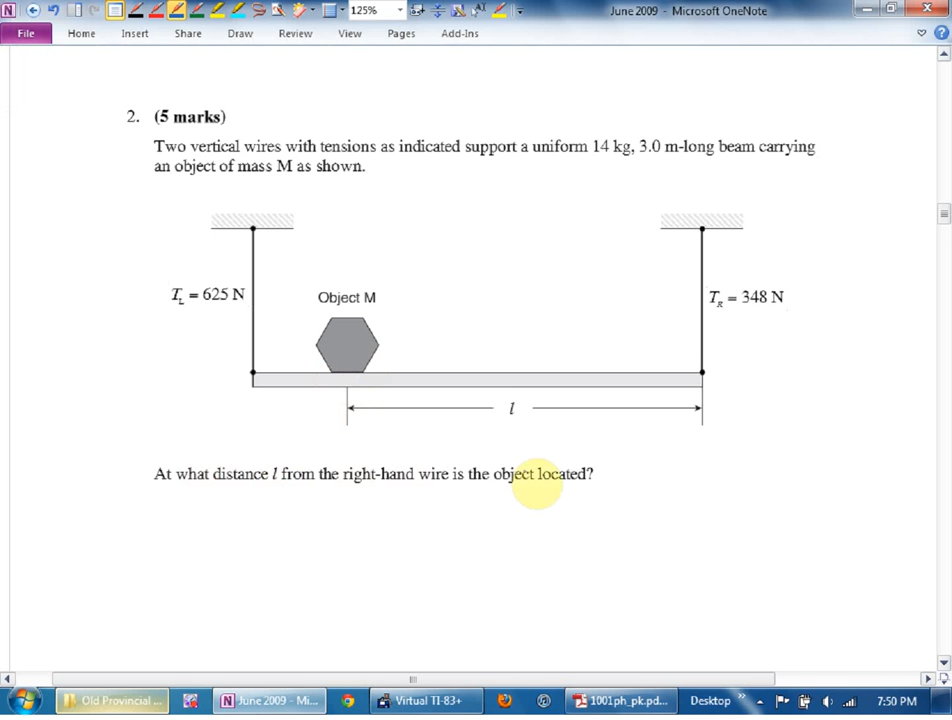 125%
June 2009 - Microsoft OneNote
File
Home
Insert
Share
Draw
Review
View
Pages
Add-Ins
2. (5 marks)
Two vertical wires with tensions as indicated support a uniform 14 kg, 3.0 m-long beam carrying
an object of mass M as shown.
T_L = 625 N
Object M
T_R = 348 N
l
At what distance l from the right-hand wire is the object located?
Old Provincial ...
June 2009 - Mi...
Virtual TI-83+
1001ph_pk.pd...
Desktop
7:50 PM